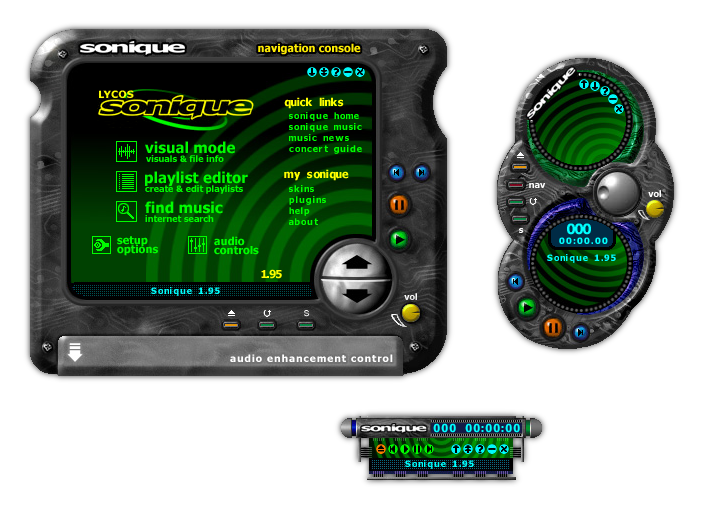 sonique navigation console
LYCOS
sonique
quick links
sonique home
sonique music
music news
concert guide
visual mode
visuals & file info
playlist editor
create & edit playlists
find music
internet search
my sonique
skins
plugins
help
about
setup
options
audio
controls
1.95
Sonique 1.95
vol
S
audio enhancement control
sonique
nav
vol
s
000
00:00.00
Sonique 1.95
sonique 000 00:00:00
Sonique 1.95